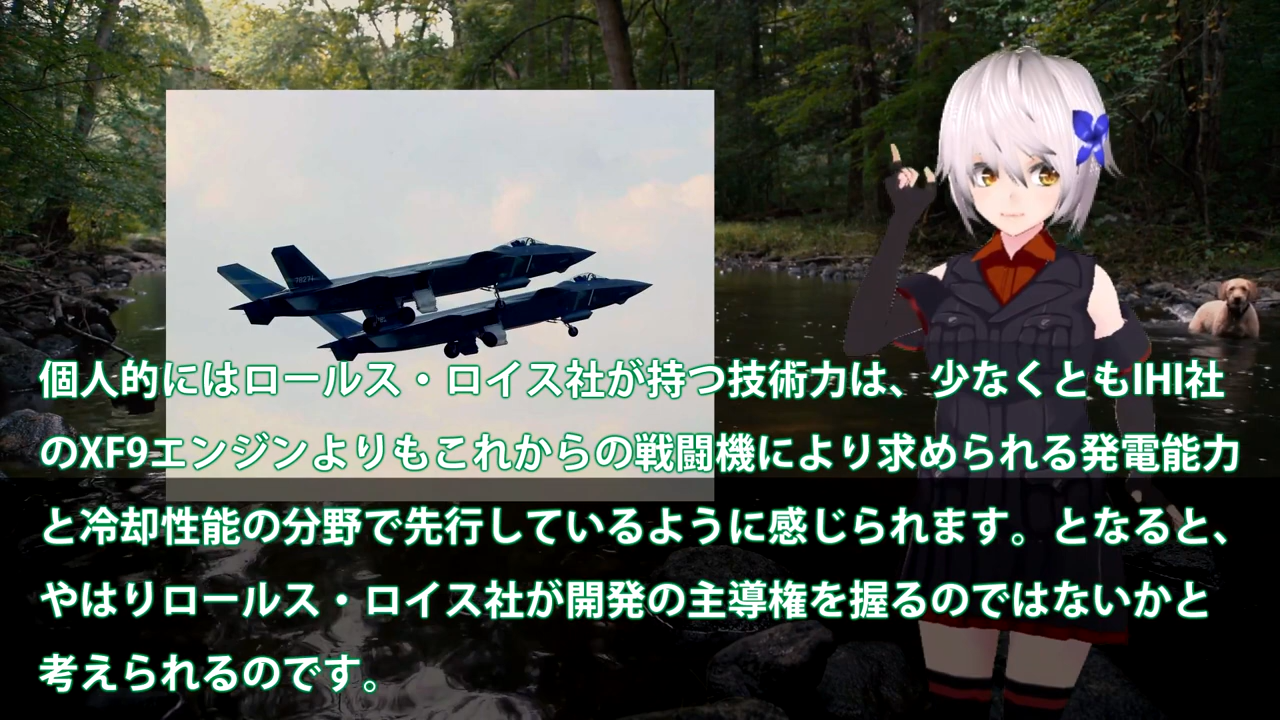 個人的にはロールス・ロイス社が持つ技術力は、少なくともIHI社
のXF9エンジンよりもこれからの戦闘機により求められる発電能力
と冷却性能の分野で先行しているように感じられます。となると、
やはりロールス・ロイス社が開発の主導権を握るのではないかと
考えられるのです。